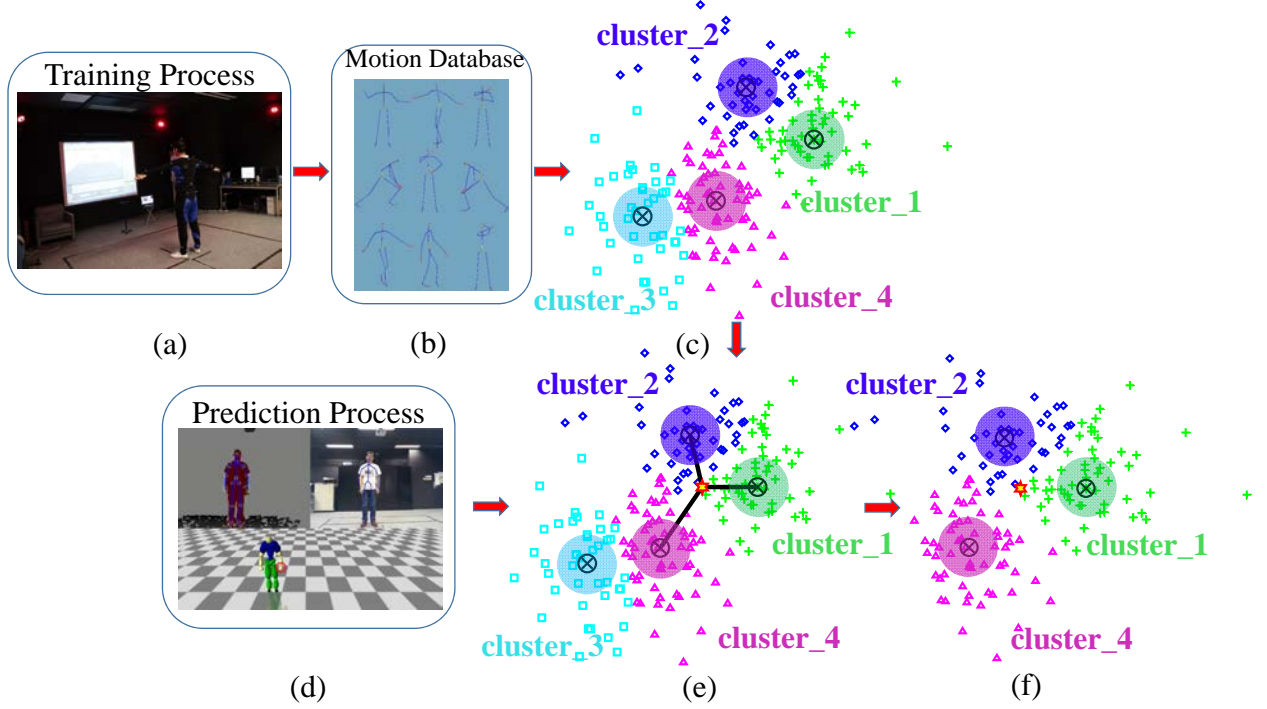 Training Process
Motion Database
cluster_2
cluster_1
cluster_3
cluster_4
(a)
(b)
(c)
Prediction Process
cluster_2
cluster_1
cluster_3
cluster_4
cluster_2
cluster_1
cluster_4
(d)
(e)
(f)